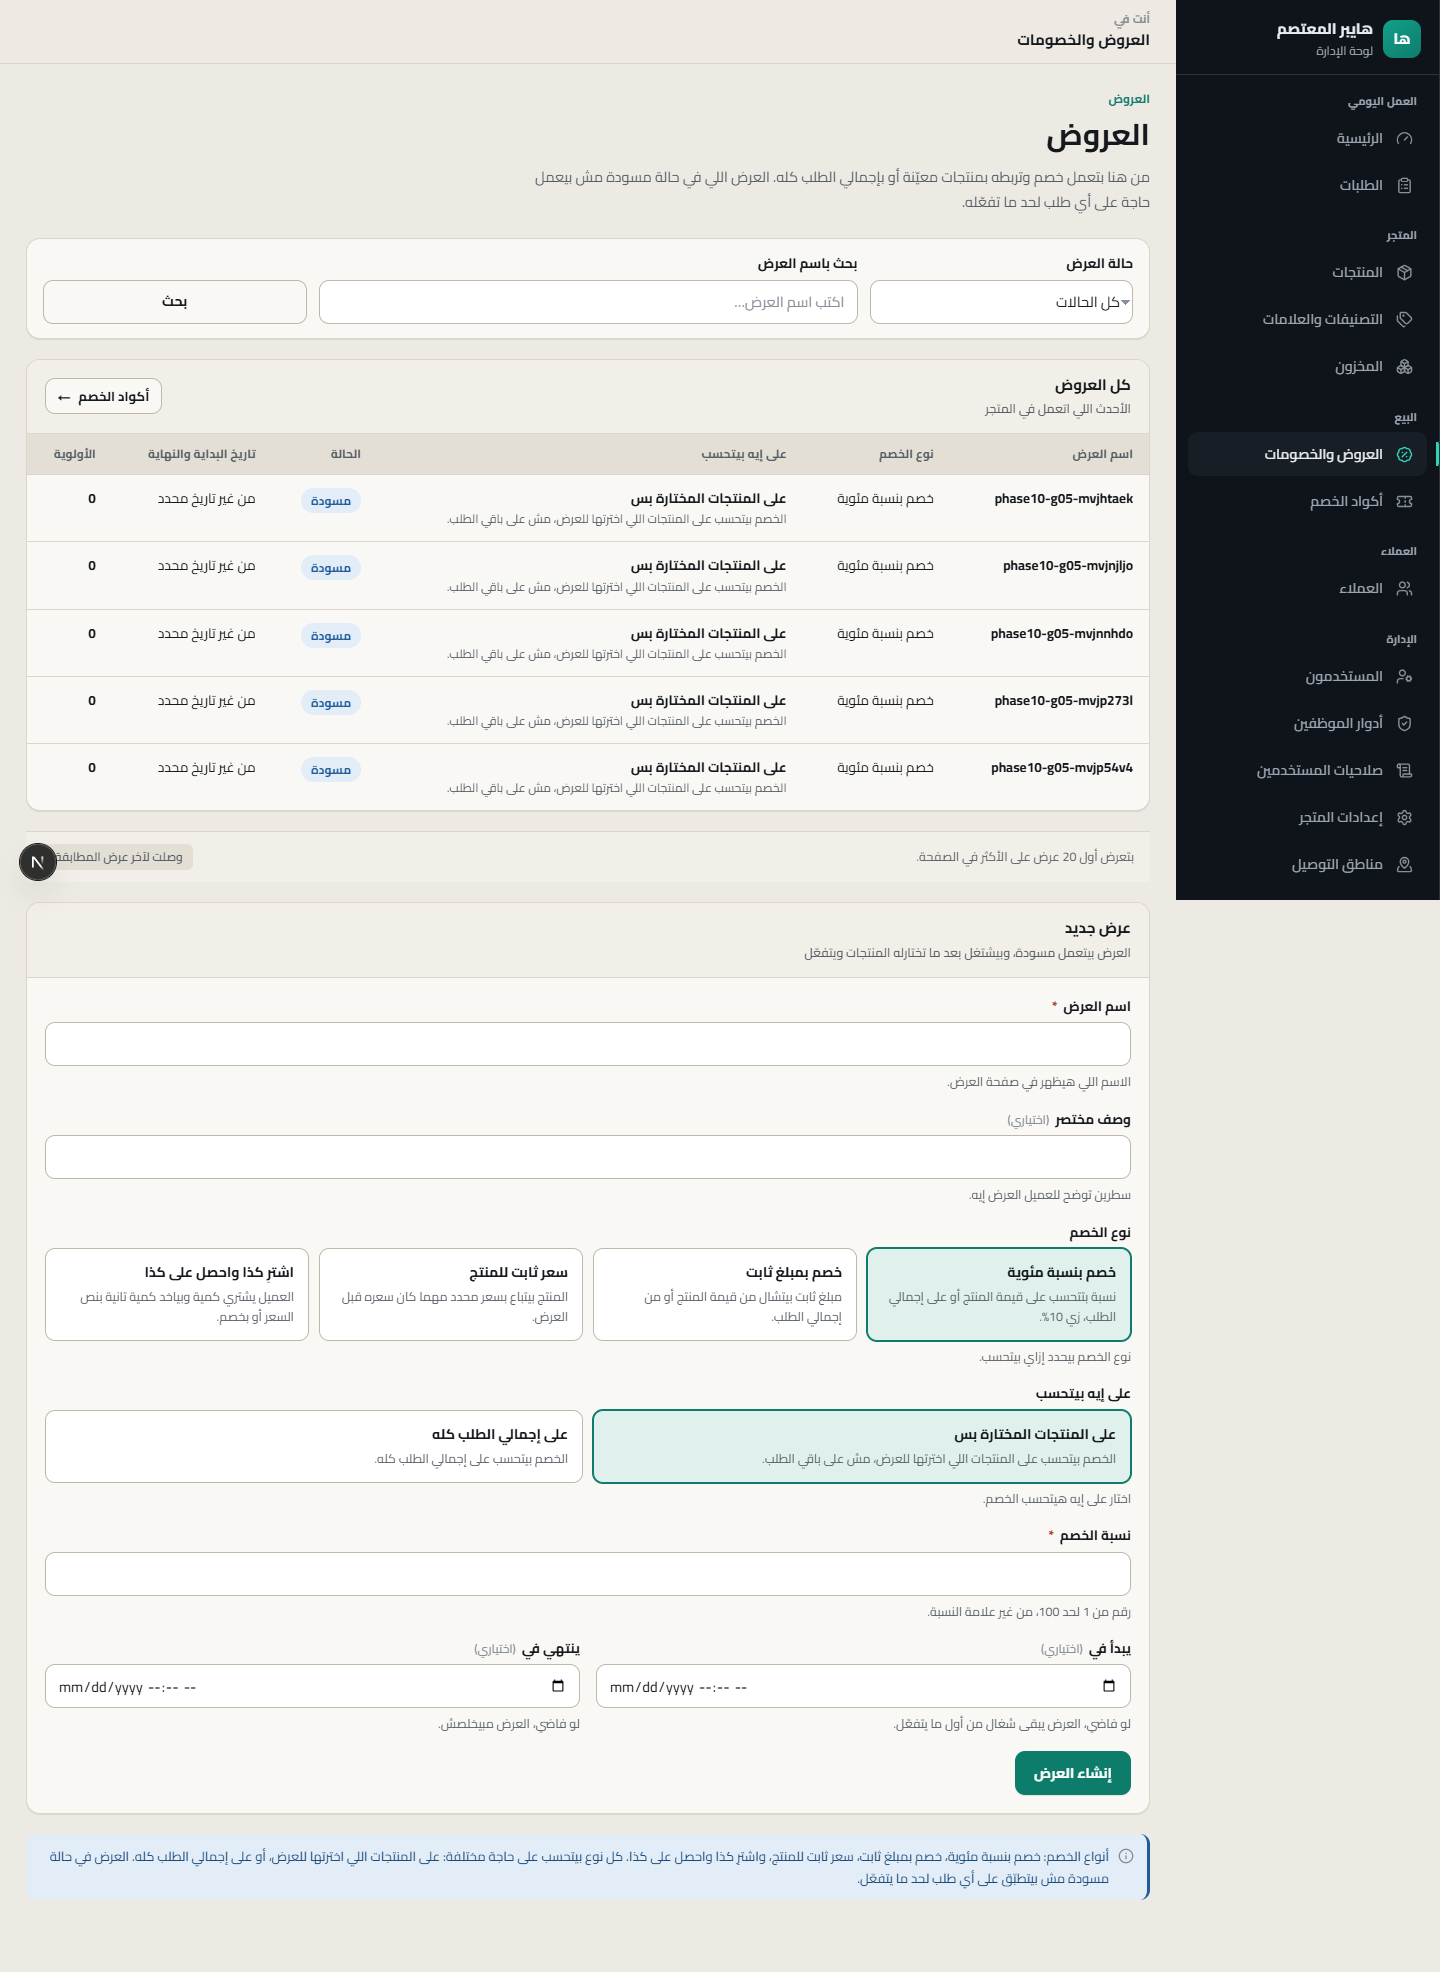 ها
هايبر المعتصم
لوحة الإدارة
العمل اليومي
الرئيسية
الطلبات
المتجر
المنتجات
التصنيفات والعلامات
المخزون
البيع
العروض والخصومات
أكواد الخصم
العملاء
العملاء
الإدارة
المستخدمون
أدوار الموظفين
صلاحيات المستخدمين
إعدادات المتجر
مناطق التوصيل
أنت في
العروض والخصومات
العروض
العروض
من هنا بتعمل خصم وتربطه بمنتجات معيّنة أو بإجمالي الطلب كله. العرض اللي في حالة مسودة مش بيعمل
حاجة على أي طلب لحد ما تفعّله.
حالة العرض
كل الحالات
بحث باسم العرض
اكتب اسم العرض...
بحث
كل العروض
الأحدث اللي اتعمل في المتجر
أكواد الخصم ←
اسم العرض نوع الخصم على إيه بيتحسب الحالة تاريخ البداية والنهاية الأولوية
phase10-g05-mvjhtaek خصم بنسبة مئوية على المنتجات المختارة بس مسودة من غير تاريخ محدد 0
الخصم بيتحسب على المنتجات اللي اخترتها للعرض، مش على باقي الطلب.
phase10-g05-mvjnjljo خصم بنسبة مئوية على المنتجات المختارة بس مسودة من غير تاريخ محدد 0
الخصم بيتحسب على المنتجات اللي اخترتها للعرض، مش على باقي الطلب.
phase10-g05-mvjnnhdo خصم بنسبة مئوية على المنتجات المختارة بس مسودة من غير تاريخ محدد 0
الخصم بيتحسب على المنتجات اللي اخترتها للعرض، مش على باقي الطلب.
phase10-g05-mvjp273l خصم بنسبة مئوية على المنتجات المختارة بس مسودة من غير تاريخ محدد 0
الخصم بيتحسب على المنتجات اللي اخترتها للعرض، مش على باقي الطلب.
phase10-g05-mvjp54v4 خصم بنسبة مئوية على المنتجات المختارة بس مسودة من غير تاريخ محدد 0
الخصم بيتحسب على المنتجات اللي اخترتها للعرض، مش على باقي الطلب.
بتعرض أول 20 عرض على الأكثر في الصفحة.
وصلت لآخر عرض المطابقة
N
عرض جديد
العرض بيتعمل مسودة، وبيشتغل بعد ما تختارله المنتجات ويتفعّل
اسم العرض *
الاسم اللي هيظهر في صفحة العرض.
وصف مختصر (اختياري)
سطرين توضح للعميل العرض إيه.
نوع الخصم
خصم بنسبة مئوية
نسبة بتتحسب على قيمة المنتج أو على إجمالي
الطلب، زي 10%.
خصم بمبلغ ثابت
مبلغ ثابت بيتشال من قيمة المنتج أو من
إجمالي الطلب.
سعر ثابت للمنتج
المنتج بيتباع بسعر محدد مهما كان سعره قبل
العرض.
اشترِ كذا واحصل على كذا
العميل يشتري كمية وبياخد كمية تانية بنص
السعر أو بخصم.
نوع الخصم بيحدد إزاي بيتحسب.
على إيه بيتحسب
على المنتجات المختارة بس
الخصم بيتحسب على المنتجات اللي اخترتها للعرض، مش على باقي الطلب.
على إجمالي الطلب كله
الخصم بيتحسب على إجمالي الطلب كله.
اختار على إيه هيتحسب الخصم.
نسبة الخصم *
رقم من 1 لحد 100، من غير علامة النسبة.
يبدأ في (اختياري)
mm/dd/yyyy --:-- --
لو فاضي، العرض يبقى شغال من أول ما يتفعّل.
ينتهي في (اختياري)
mm/dd/yyyy --:-- --
لو فاضي، العرض مبيخلصش.
إنشاء العرض
أنواع الخصم: خصم بنسبة مئوية، خصم بمبلغ ثابت، سعر ثابت للمنتج، واشترِ كذا واحصل على كذا. كل نوع بيتحسب على حاجة مختلفة: على المنتجات اللي اخترتها للعرض، أو على إجمالي الطلب كله. العرض في حالة
مسودة مش بيتطبّق على أي طلب لحد ما يتفعّل.